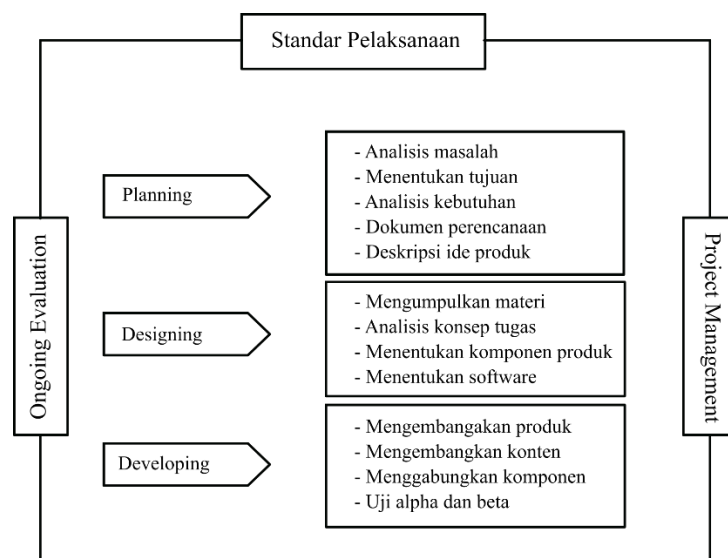 Standar Pelaksanaan
Ongoing Evaluation
Planning
- Analisis masalah
- Menentukan tujuan
- Analisis kebutuhan
- Dokumen perencanaan
- Deskripsi ide produk
Designing
- Mengumpulkan materi
- Analisis konsep tugas
- Menentukan komponen produk
- Menentukan software
Developing
- Mengembangakan produk
- Mengembangkan konten
- Menggabungkan komponen
- Uji alpha dan beta
Project Management